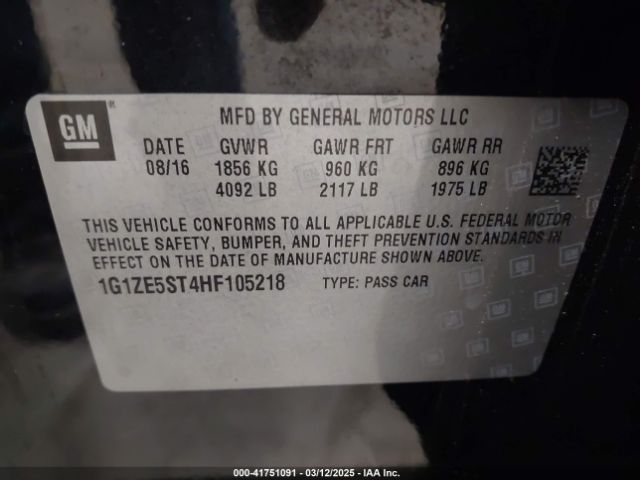 GM ®
MFD BY GENERAL MOTORS LLC
DATE GVWR GAWR FRT GAWR RR
08/16 1856 KG 960 KG 896 KG
4092 LB 2117 LB 1975 LB
THIS VEHICLE CONFORMS TO ALL APPLICABLE U.S. FEDERAL MOTOR
VEHICLE SAFETY, BUMPER, AND THEFT PREVENTION STANDARDS IN
EFFECT ON THE DATE OF MANUFACTURE SHOWN ABOVE.
1G1ZE5ST4HF105218 TYPE: PASS CAR
000-41751091 - 03/12/2025 - IAA Inc.